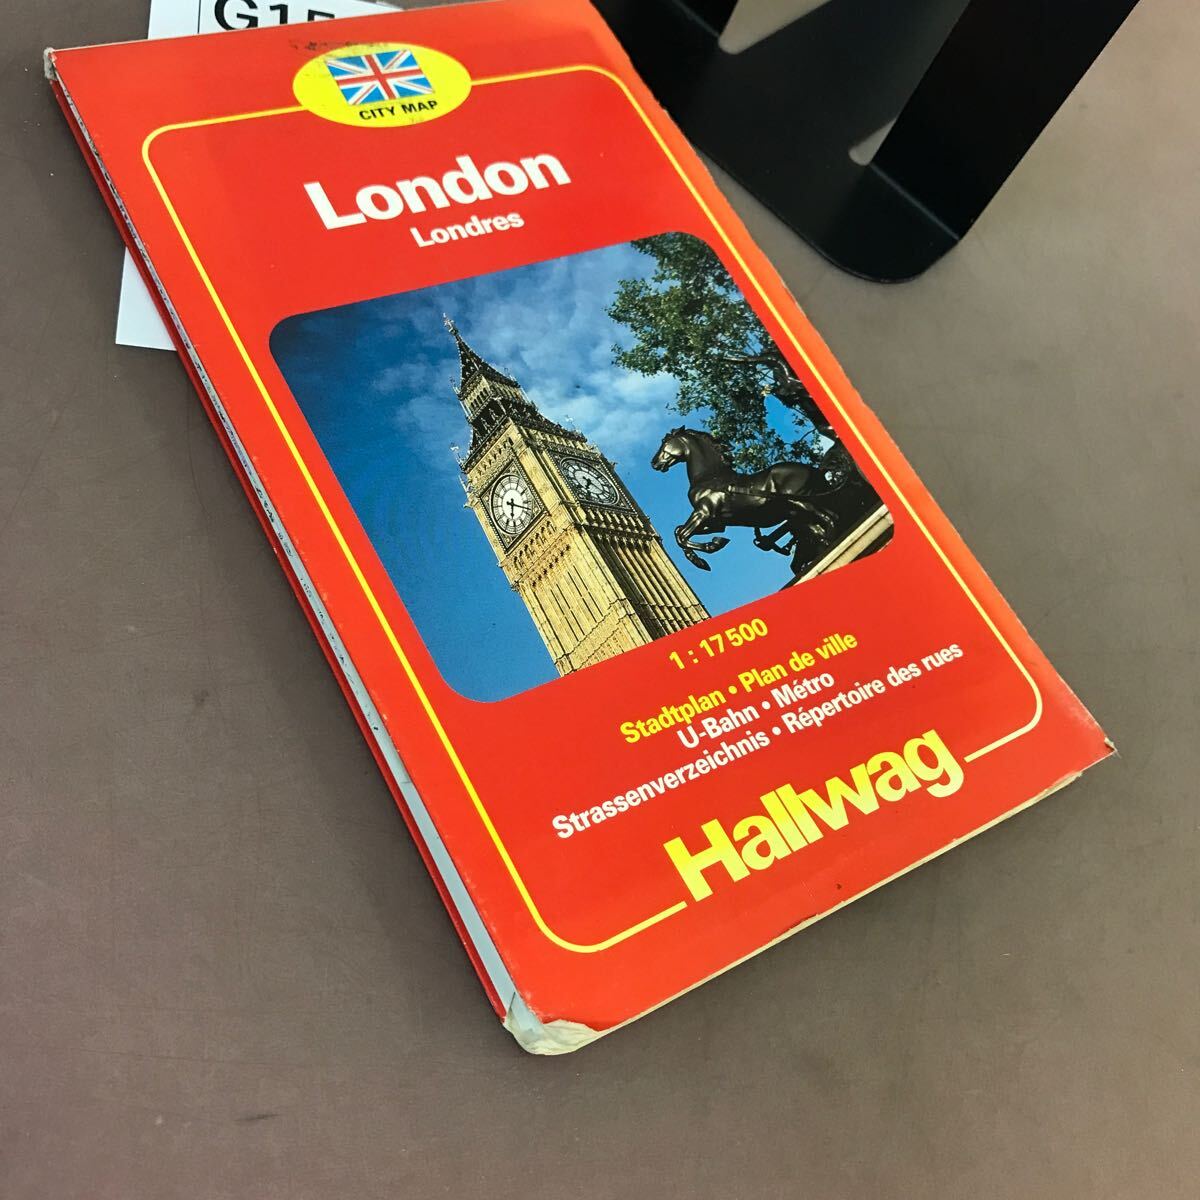 CITY MAP
London
Londres
1 : 17 500
Stadtplan • Plan de ville
U-Bahn • Métro
Strassenverzeichnis • Répertoire des rues
Hallwag